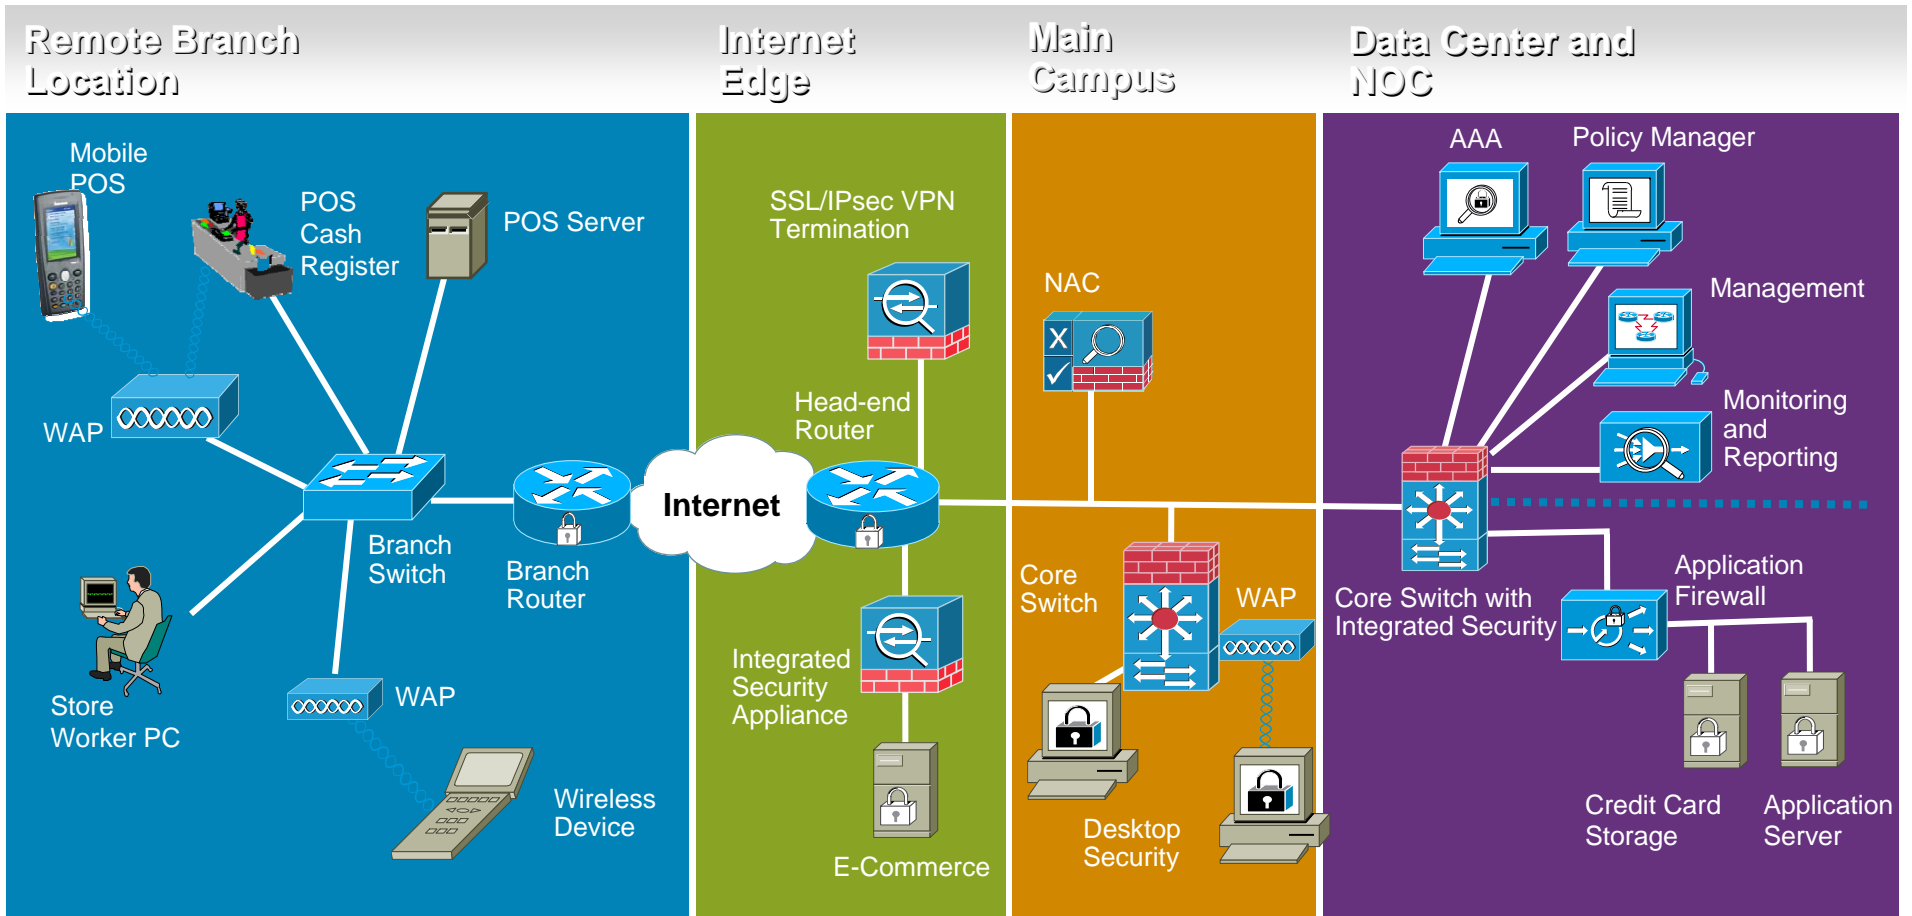 Remote Branch
Location
Internet
Edge
Main
Campus
Data Center and
NOC
Mobile
POS
POS
Cash
Register
POS Server
WAP
Branch
Switch
Branch
Router
Store
Worker PC
WAP
Wireless
Device
Internet
SSL/IPsec VPN
Termination
Head-end
Router
Integrated
Security
Appliance
E-Commerce
NAC
X
Core
Switch
WAP
Desktop
Security
AAA
Policy Manager
Management
Monitoring
and
Reporting
Core Switch with
Integrated Security
Application
Firewall
Credit Card
Storage
Application
Server